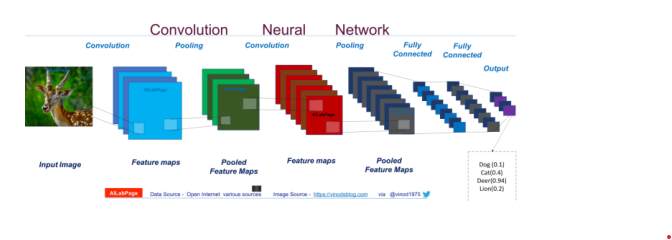 Convolution Neural Network
Convolution Pooling Convolution Pooling Fully Connected Fully Connected Output
AILabPage
AILabPage
Input Image Feature maps Pooled Feature Maps Feature maps Pooled Feature Maps
Dog (0.1)
Cat(0.4)
Deer(0.94)
Lion(0.2)
AILabPage Data Source - Open Internet various sources Image Source - https://vinodsblog.com via @vinod1975